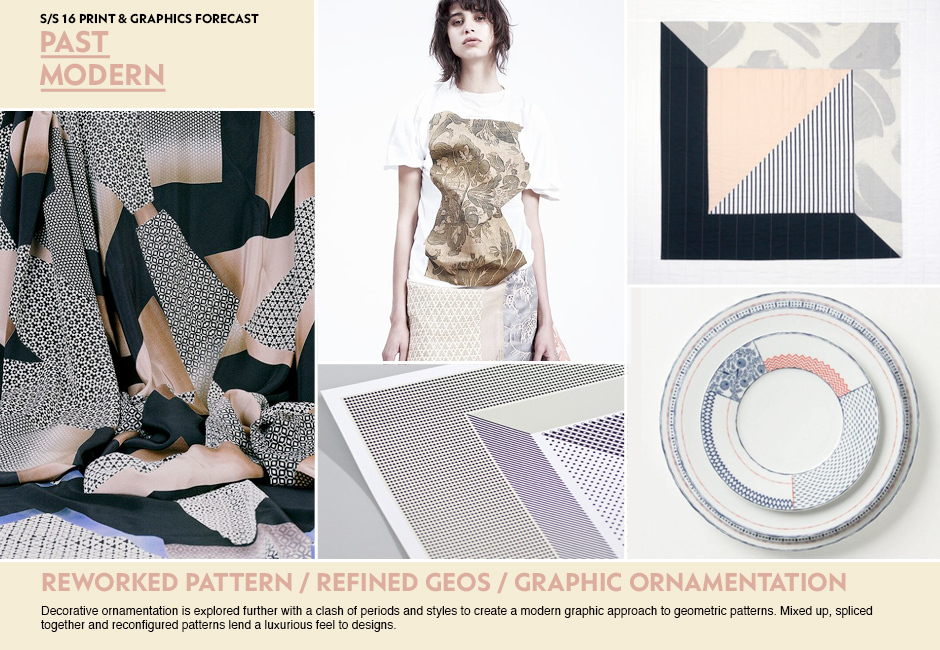 S/S 16 PRINT & GRAPHICS FORECAST
PAST
MODERN
REWORKED PATTERN / REFINED GEOS / GRAPHIC ORNAMENTATION
Decorative ornamentation is explored further with a clash of periods and styles to create a modern graphic approach to geometric patterns. Mixed up, spliced
together and reconfigured patterns lend a luxurious feel to designs.